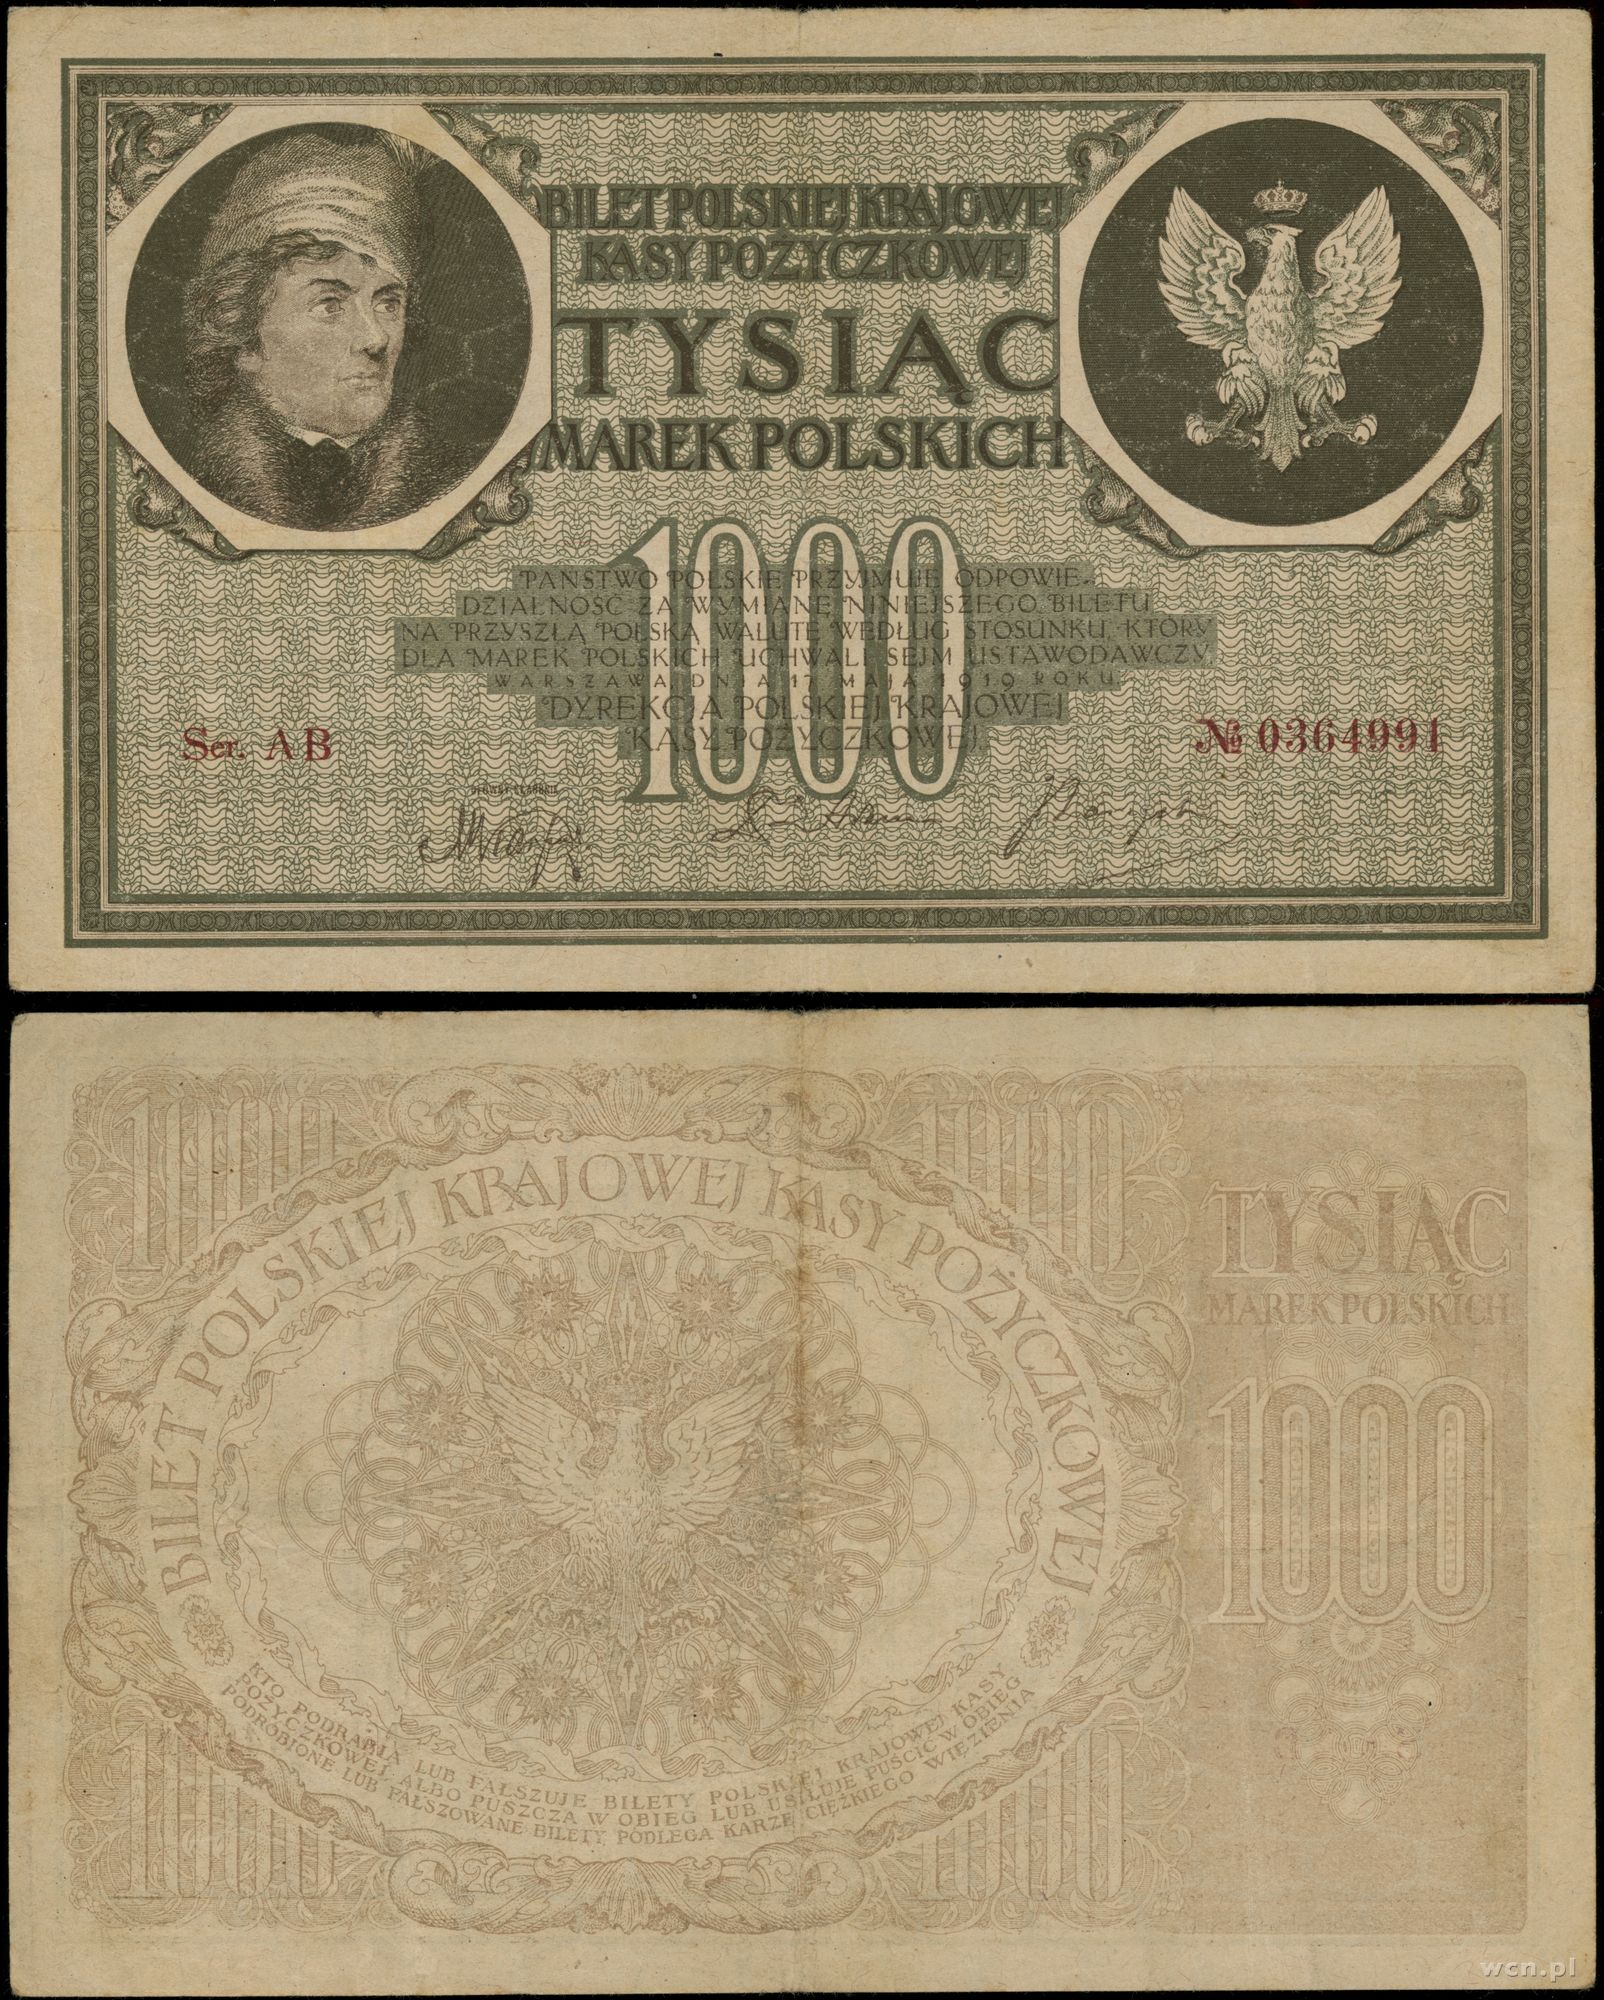 BILET POLSKIEJ KRAJOWEJ
KASY POŻYCZKOWEJ
TYSIĄC
MAREK POLSKICH
1000
PAŃSTWO POLSKIE PRZYJMUJE ODPOWIE-
DZIALNOŚĆ ZA WYMIANĘ NINIEJSZEGO BILETU
NA PRZYSZŁĄ POLSKĄ WALUTĘ WEDŁUG STOSUNKU, KTÓRY
DLA MAREK POLSKICH UCHWALI SEJM USTAWODAWCZY.
WARSZAWA, DNIA 17 MAJA 1919 ROKU.
DYREKCJA POLSKIEJ KRAJOWEJ
KASY POŻYCZKOWEJ.
Ser. AB
№ 0364991
GŁÓWNY SKARBNIK
1000
1000
BILET POLSKIEJ KRAJOWEJ KASY POŻYCZKOWEJ
TYSIĄC
MAREK POLSKICH
1000
KTO PODRABIA LUB FAŁSZUJE BILETY POLSKIEJ KRAJOWEJ KASY
POŻYCZKOWEJ, ALBO PUSZCZA W OBIEG LUB USIŁUJE PUŚCIĆ W OBIEG
PODROBIONE LUB FAŁSZOWANE BILETY, PODLEGA KARZE CIĘŻKIEGO WIĘZIENIA
1000
1000
wcn.pl